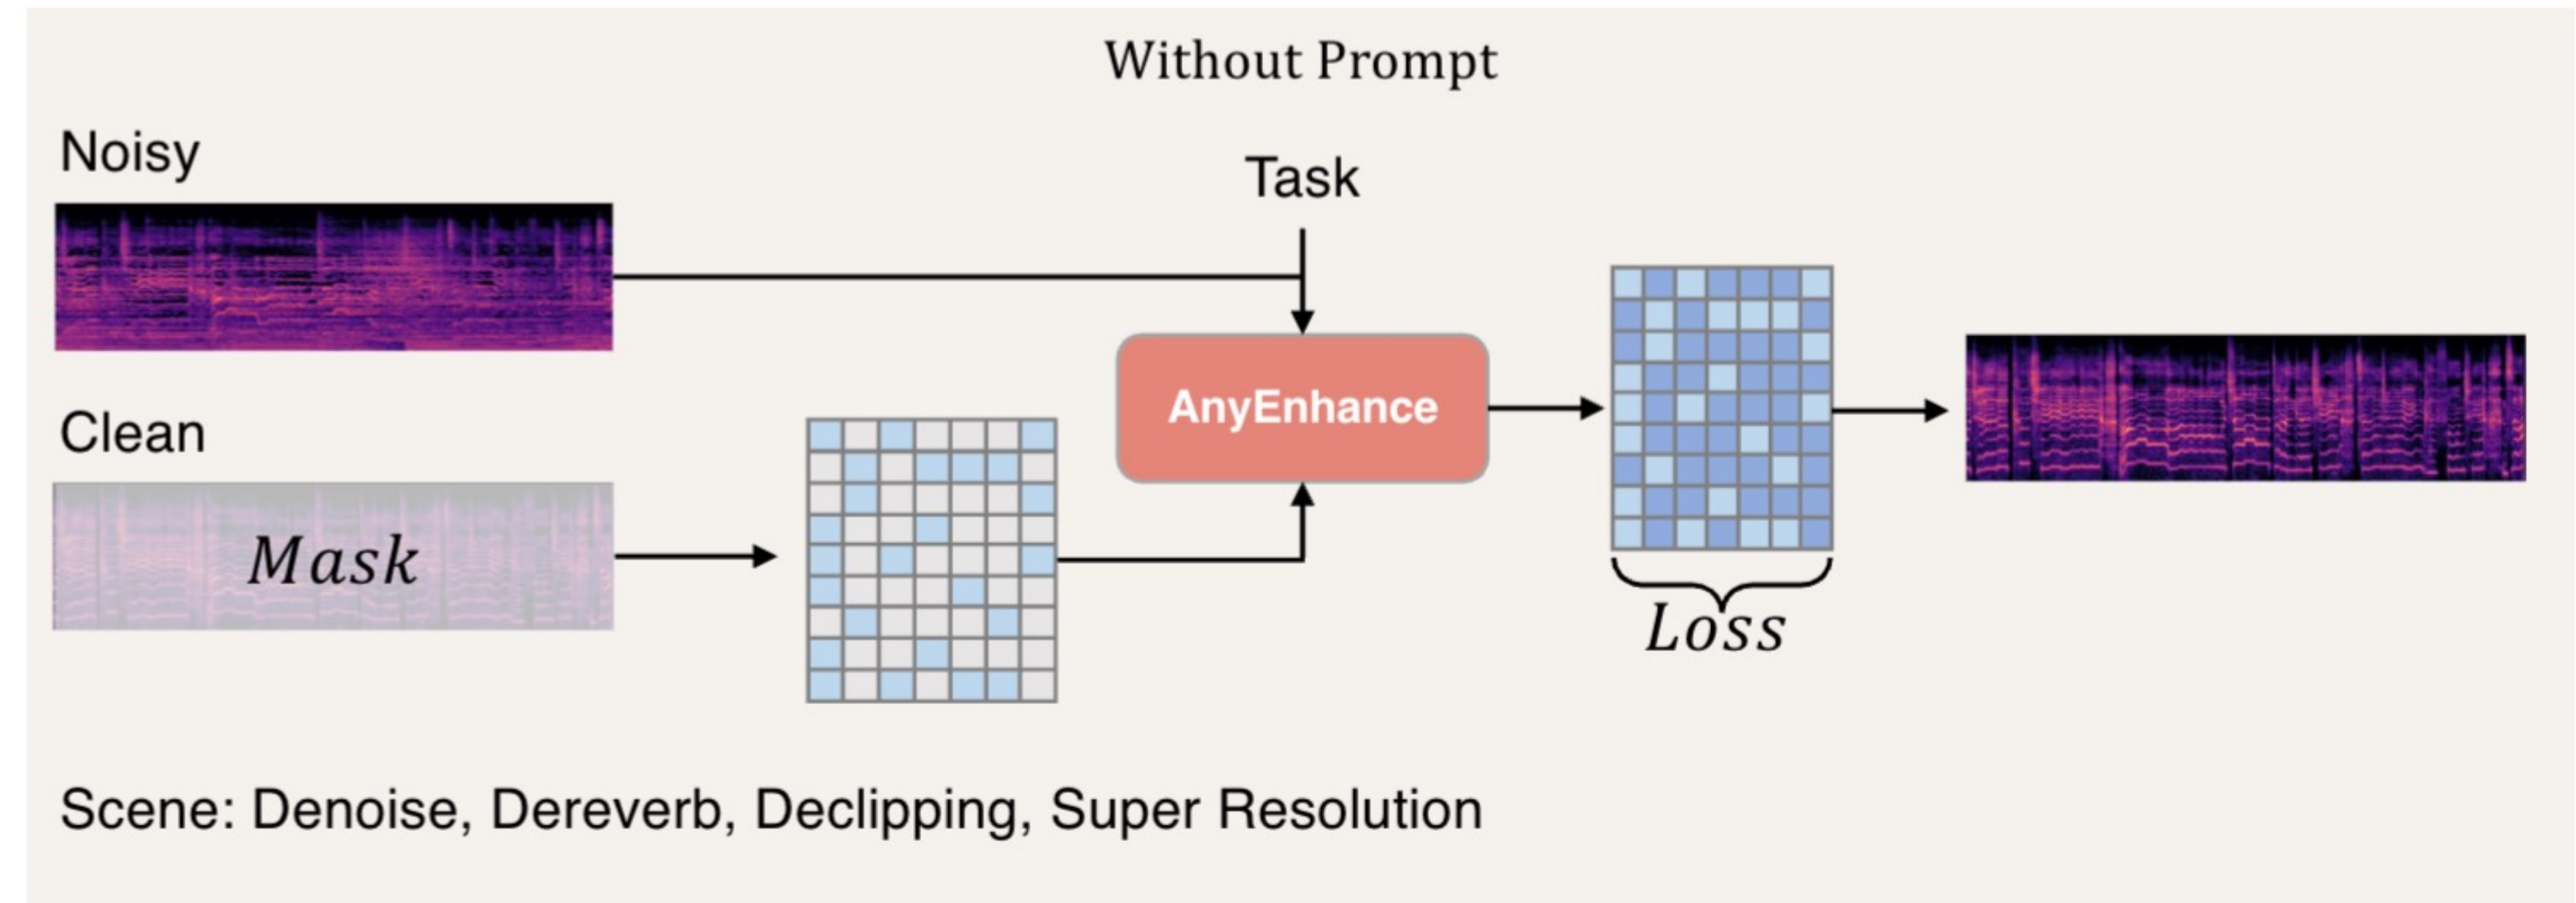 Without Prompt
Noisy
Task
Clean
Mask
AnyEnhance
Loss
Scene: Denoise, Dereverb, Declipping, Super Resolution